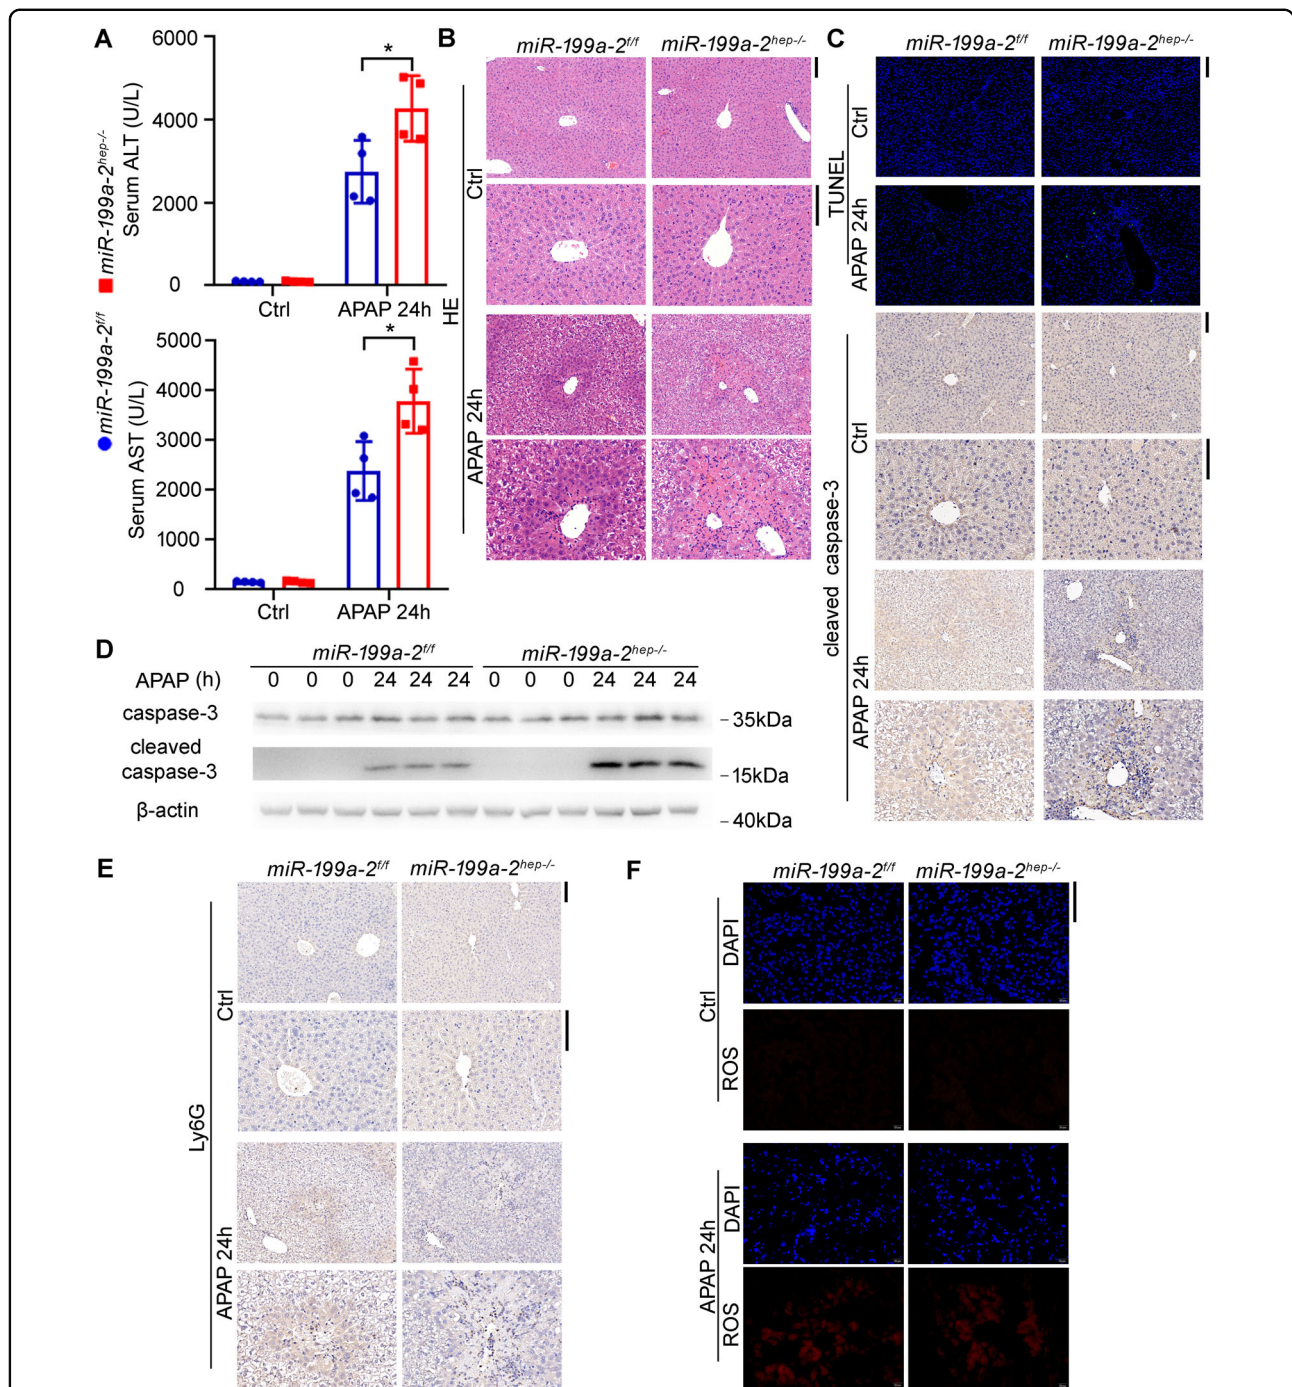 A
Serum ALT (U/L)
6000
4000
2000
0
Ctrl
APAP 24h
*
miR-199a-2hep-/-
miR-199a-2f/f
Serum AST (U/L)
5000
4000
3000
2000
1000
0
Ctrl
APAP 24h
*
B
miR-199a-2f/f
miR-199a-2hep-/-
HE
Ctrl
APAP 24h
C
miR-199a-2f/f
miR-199a-2hep-/-
TUNEL
Ctrl
APAP 24h
cleaved caspase-3
Ctrl
APAP 24h
D
miR-199a-2f/f
miR-199a-2hep-/-
APAP (h)
0 0 0 24 24 24 0 0 0 24 24 24
caspase-3
-35kDa
cleaved
caspase-3
-15kDa
β-actin
-40kDa
E
miR-199a-2f/f
miR-199a-2hep-/-
Ly6G
Ctrl
APAP 24h
F
miR-199a-2f/f
miR-199a-2hep-/-
Ctrl
DAPI
ROS
APAP 24h
DAPI
ROS